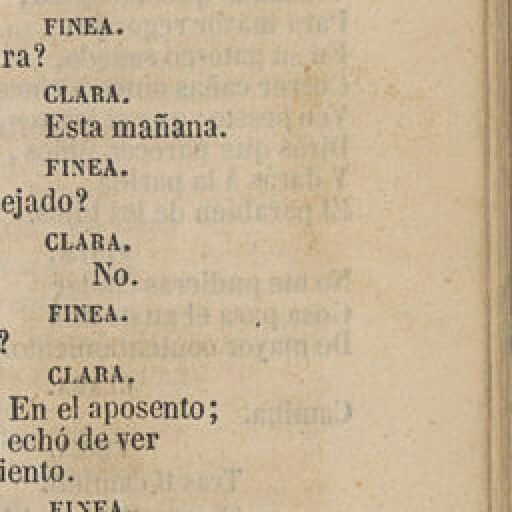 FINEA.
ra?
CLARA.
Esta mañana.
FINEA.
ejado?
CLARA.
No.
FINEA.
?
CLARA.
En el aposento;
echó de ver
iento.
FINEA